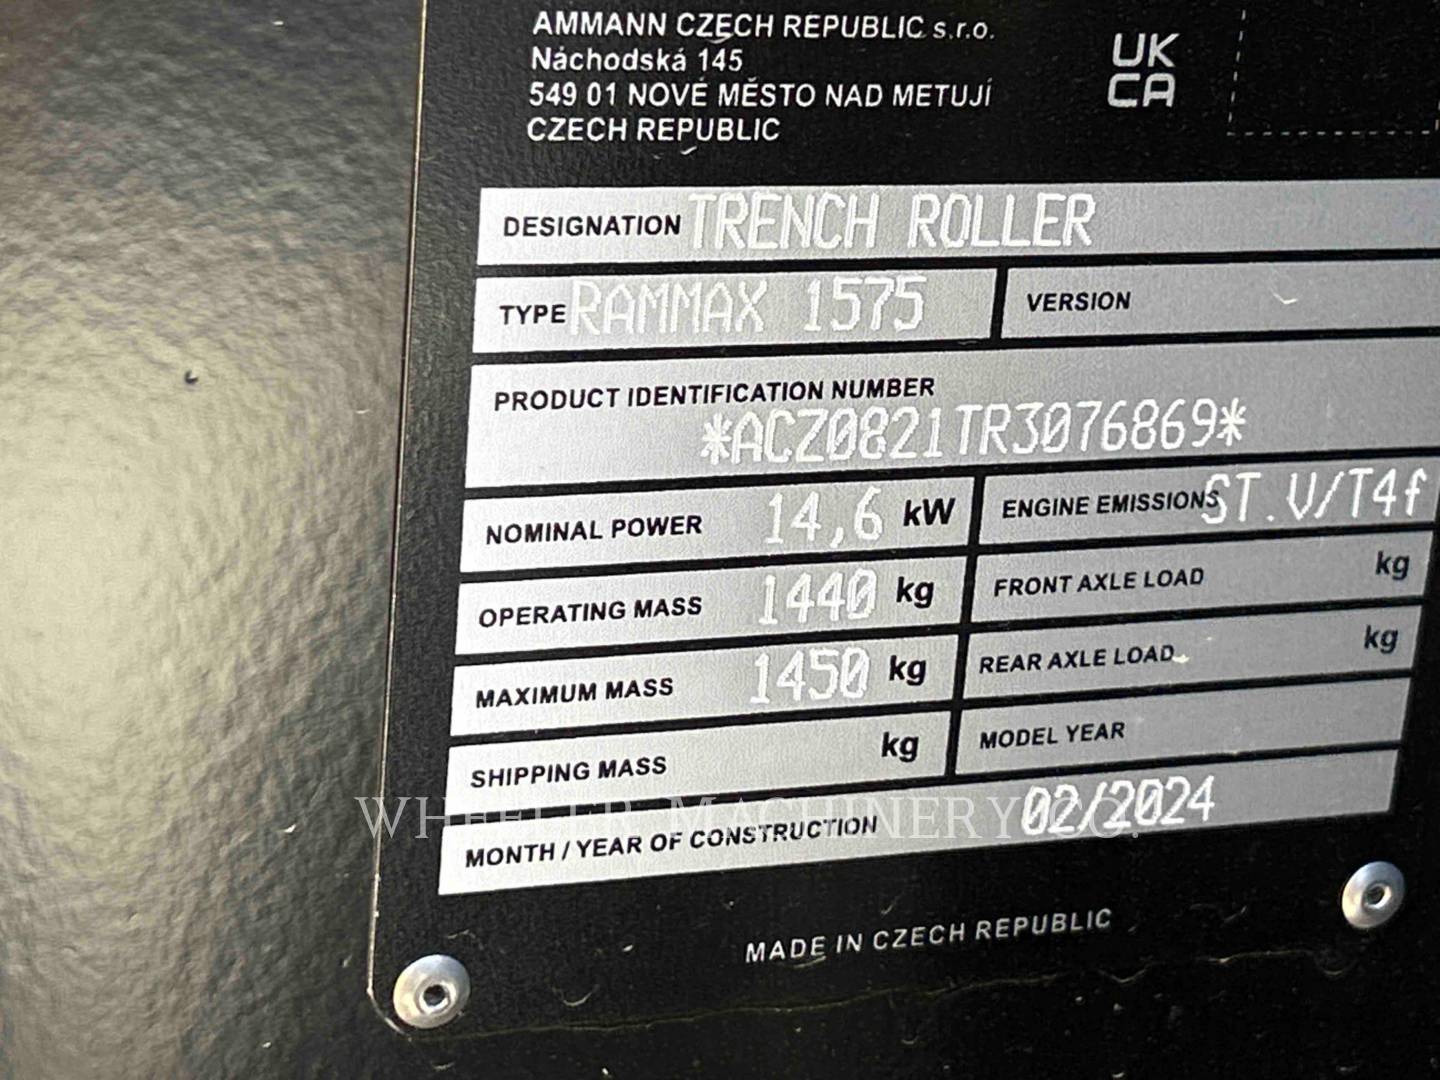 AMMANN CZECH REPUBLIC s.r.o.
Náchodská 145
549 01 NOVÉ MĚSTO NAD METUJÍ
CZECH REPUBLIC
UK
CA
DESIGNATION TRENCH ROLLER
TYPE RAMMAX 1575 VERSION
PRODUCT IDENTIFICATION NUMBER
*ACZ0821TR3076869*
NOMINAL POWER 14,6 kW ENGINE EMISSIONS ST.V/T4f
OPERATING MASS 1440 kg FRONT AXLE LOAD kg
MAXIMUM MASS 1450 kg REAR AXLE LOAD kg
SHIPPING MASS kg MODEL YEAR
WHEELER MACHINERY CO.
MONTH / YEAR OF CONSTRUCTION 02/2024
MADE IN CZECH REPUBLIC